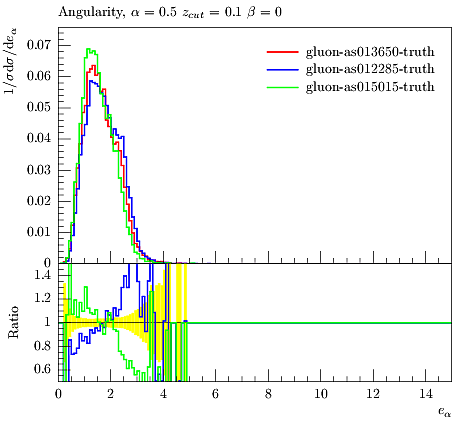 Angularity, α = 0.5 z_cut = 0.1 β = 0
1/σ dσ/de_α
0.07
0.06
0.05
0.04
0.03
0.02
0.01
0
gluon-as013650-truth
gluon-as012285-truth
gluon-as015015-truth
Ratio
1.4
1.2
1
0.8
0.6
0 2 4 6 8 10 12 14
e_α